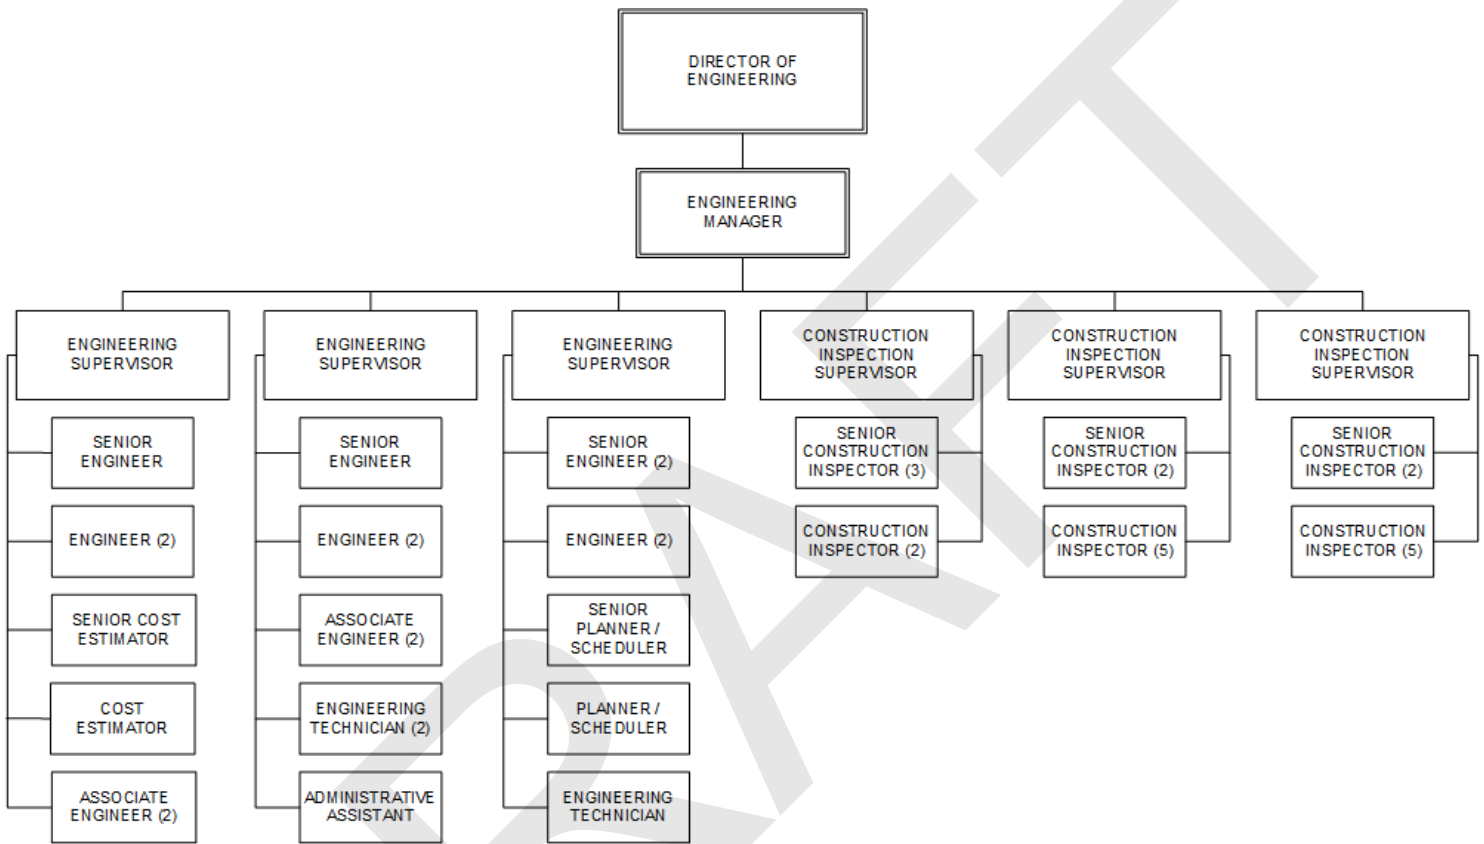 DIRECTOR OF
ENGINEERING
ENGINEERING
MANAGER
ENGINEERING
SUPERVISOR
ENGINEERING
SUPERVISOR
ENGINEERING
SUPERVISOR
CONSTRUCTION
INSPECTION
SUPERVISOR
CONSTRUCTION
INSPECTION
SUPERVISOR
CONSTRUCTION
INSPECTION
SUPERVISOR
SENIOR
ENGINEER
SENIOR
ENGINEER
SENIOR
ENGINEER (2)
SENIOR
CONSTRUCTION
INSPECTOR (3)
SENIOR
CONSTRUCTION
INSPECTOR (2)
SENIOR
CONSTRUCTION
INSPECTOR (2)
ENGINEER (2)
ENGINEER (2)
ENGINEER (2)
CONSTRUCTION
INSPECTOR (2)
CONSTRUCTION
INSPECTOR (5)
CONSTRUCTION
INSPECTOR (5)
SENIOR COST
ESTIMATOR
ASSOCIATE
ENGINEER (2)
SENIOR
PLANNER /
SCHEDULER
COST
ESTIMATOR
ENGINEERING
TECHNICIAN (2)
PLANNER /
SCHEDULER
ASSOCIATE
ENGINEER (2)
ADMINISTRATIVE
ASSISTANT
ENGINEERING
TECHNICIAN
RAFT